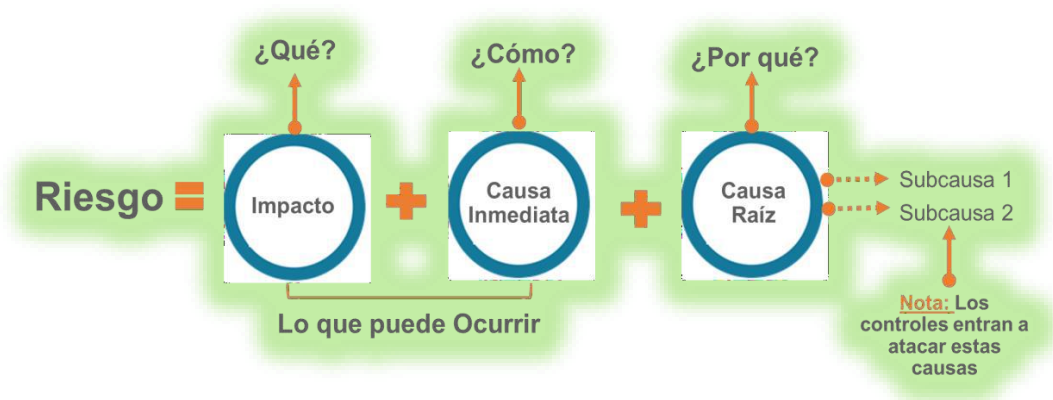 ¿Qué?
¿Cómo?
¿Por qué?
Riesgo =
Impacto
+
Causa
Inmediata
+
Causa
Raíz
Subcausa 1
Subcausa 2
Lo que puede Ocurrir
Nota: Los
controles entran a
atacar estas
causas